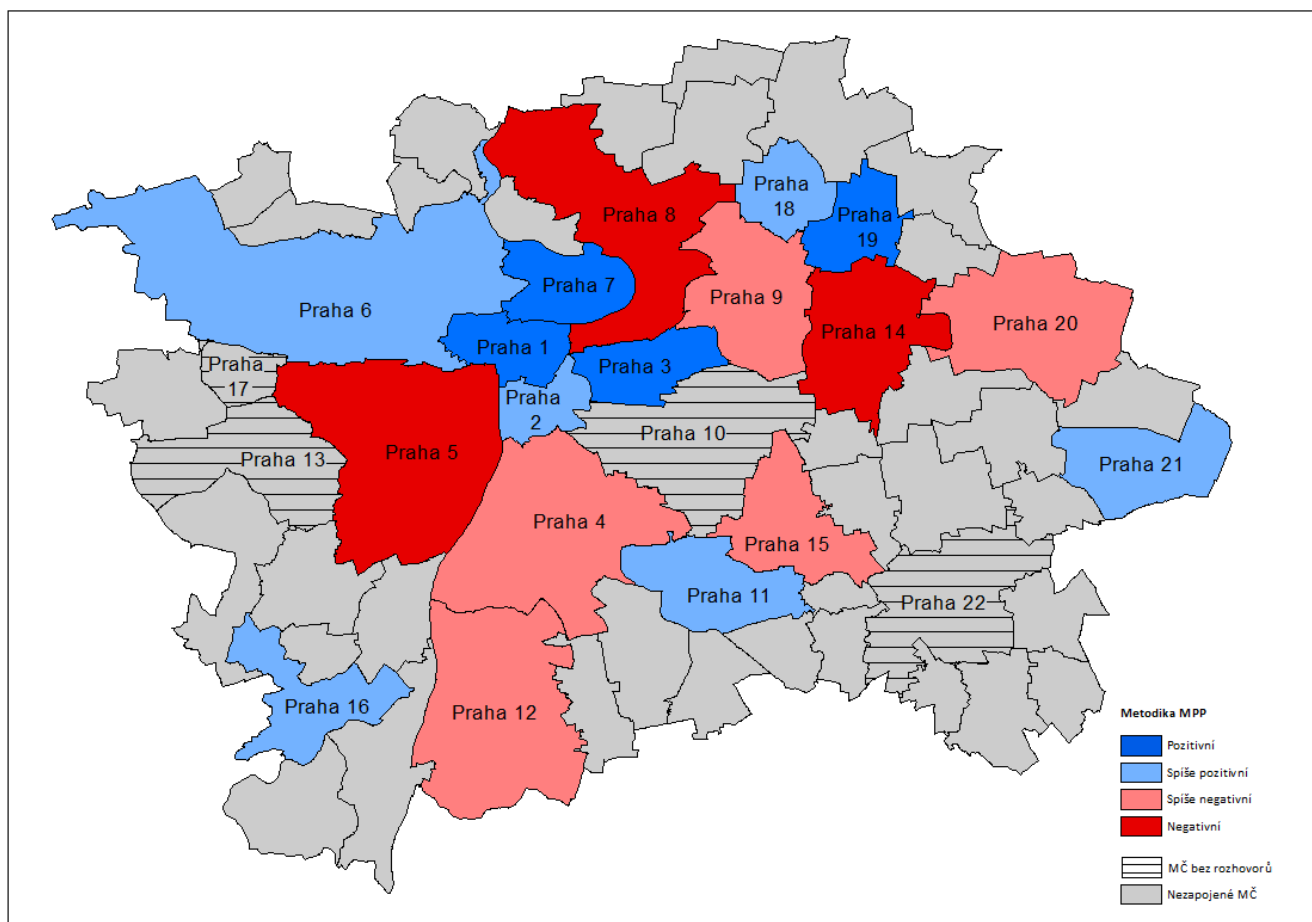 Praha 8
Praha
18
Praha
19
Praha 7
Praha 9
Praha 6
Praha 20
Praha 14
Praha 1
Praha 3
Praha
17
Praha
2
Praha 10
Praha 5
Praha 13
Praha 21
Praha 4
Praha 15
Praha 11
Praha 22
Praha 16
Praha 12
Metodika MPP
Pozitivní
Spíše pozitivní
Spíše negativní
Negativní
MČ bez rozhovorů
Nezapojené MČ